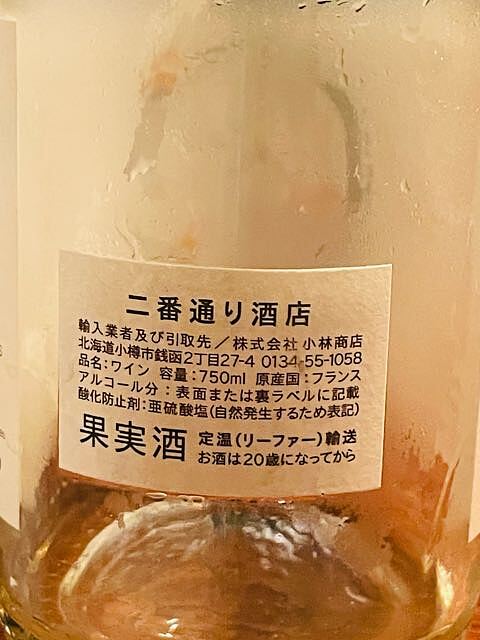 二番通り酒店
輸入業者及び引取先／株式会社 小林商店
北海道小樽市銭函2丁目27-4 0134-55-1058
品名：ワイン 容量：750ml 原産国：フランス
アルコール分：表面または裏ラベルに記載
酸化防止剤：亜硫酸塩(自然発生するため表記)
果実酒 定温(リーファー)輸送
お酒は20歳になってから